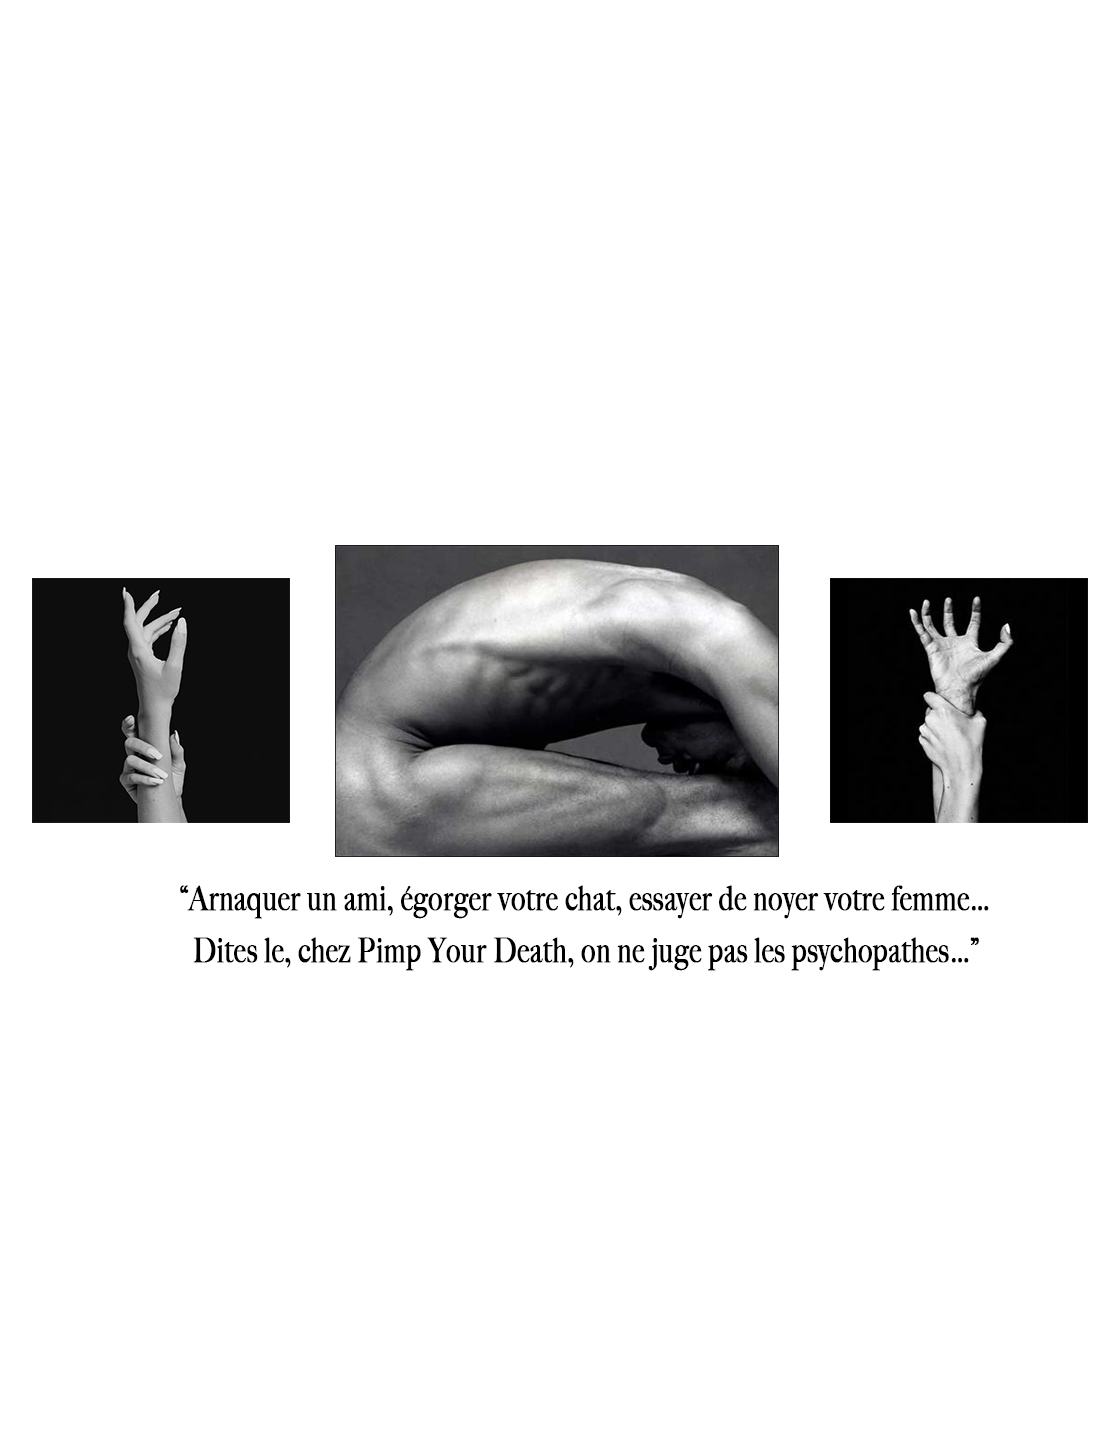 “Arnaquer un ami, égorger votre chat, essayer de noyer votre femme...
Dites le, chez Pimp Your Death, on ne juge pas les psychopathes...”